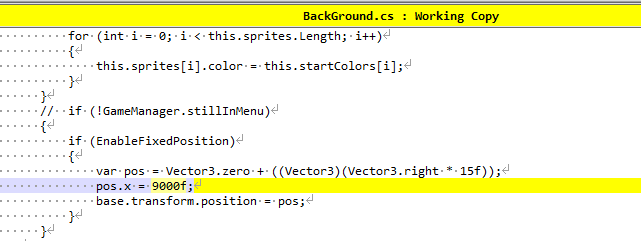 BackGround.cs : Working Copy
for (int i = 0; i < this.sprites.Length; i++)
{
this.sprites[i].color = this.startColors[i];
}
}
// if (!GameManager.stillInMenu)
{
if (EnableFixedPosition)
{
var pos = Vector3.zero + ((Vector3)(Vector3.right * 15f));
pos.x = 9000f;
base.transform.position = pos;
}
}